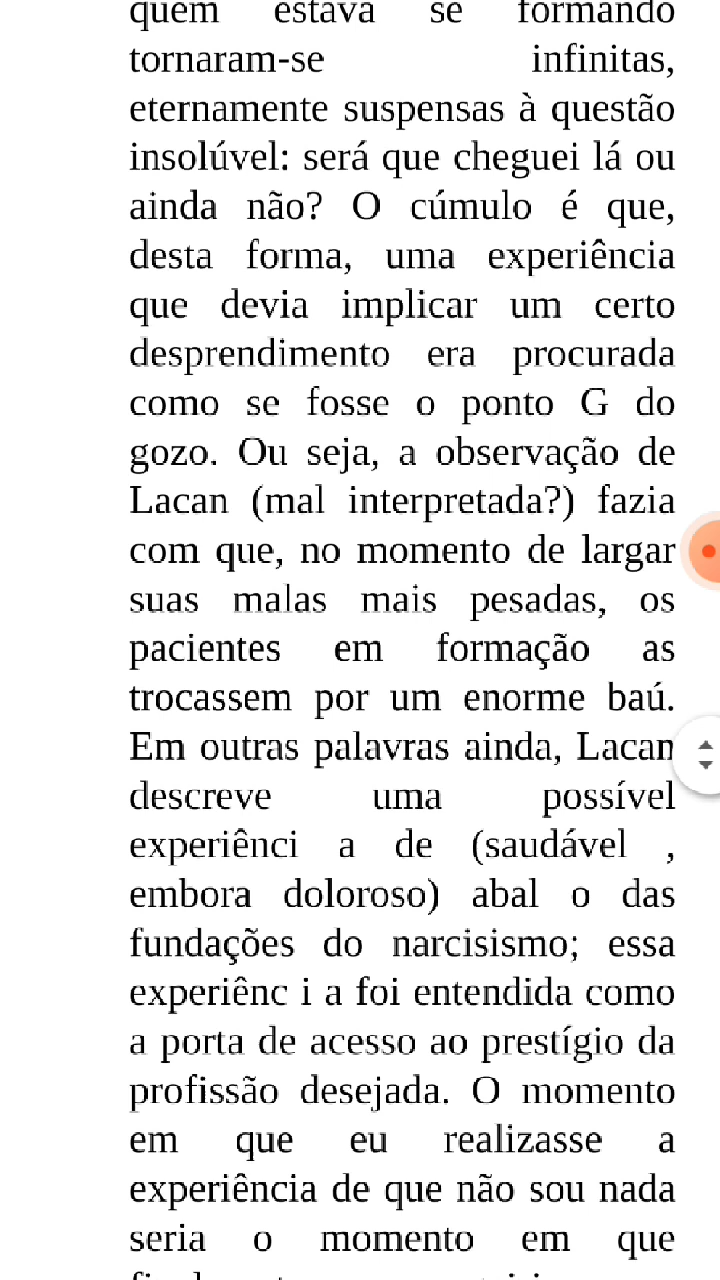 quem estava se formando
tornaram-se infinitas,
eternamente suspensas à questão
insolúvel: será que cheguei lá ou
ainda não? O cúmulo é que,
desta forma, uma experiência
que devia implicar um certo
desprendimento era procurada
como se fosse o ponto G do
gozo. Ou seja, a observação de
Lacan (mal interpretada?) fazia
com que, no momento de largar
suas malas mais pesadas, os
pacientes em formação as
trocassem por um enorme baú.
Em outras palavras ainda, Lacan
descreve uma possível
experiênci a de (saudável ,
embora doloroso) abal o das
fundações do narcisismo; essa
experiênc i a foi entendida como
a porta de acesso ao prestígio da
profissão desejada. O momento
em que eu realizasse a
experiência de que não sou nada
seria o momento em que